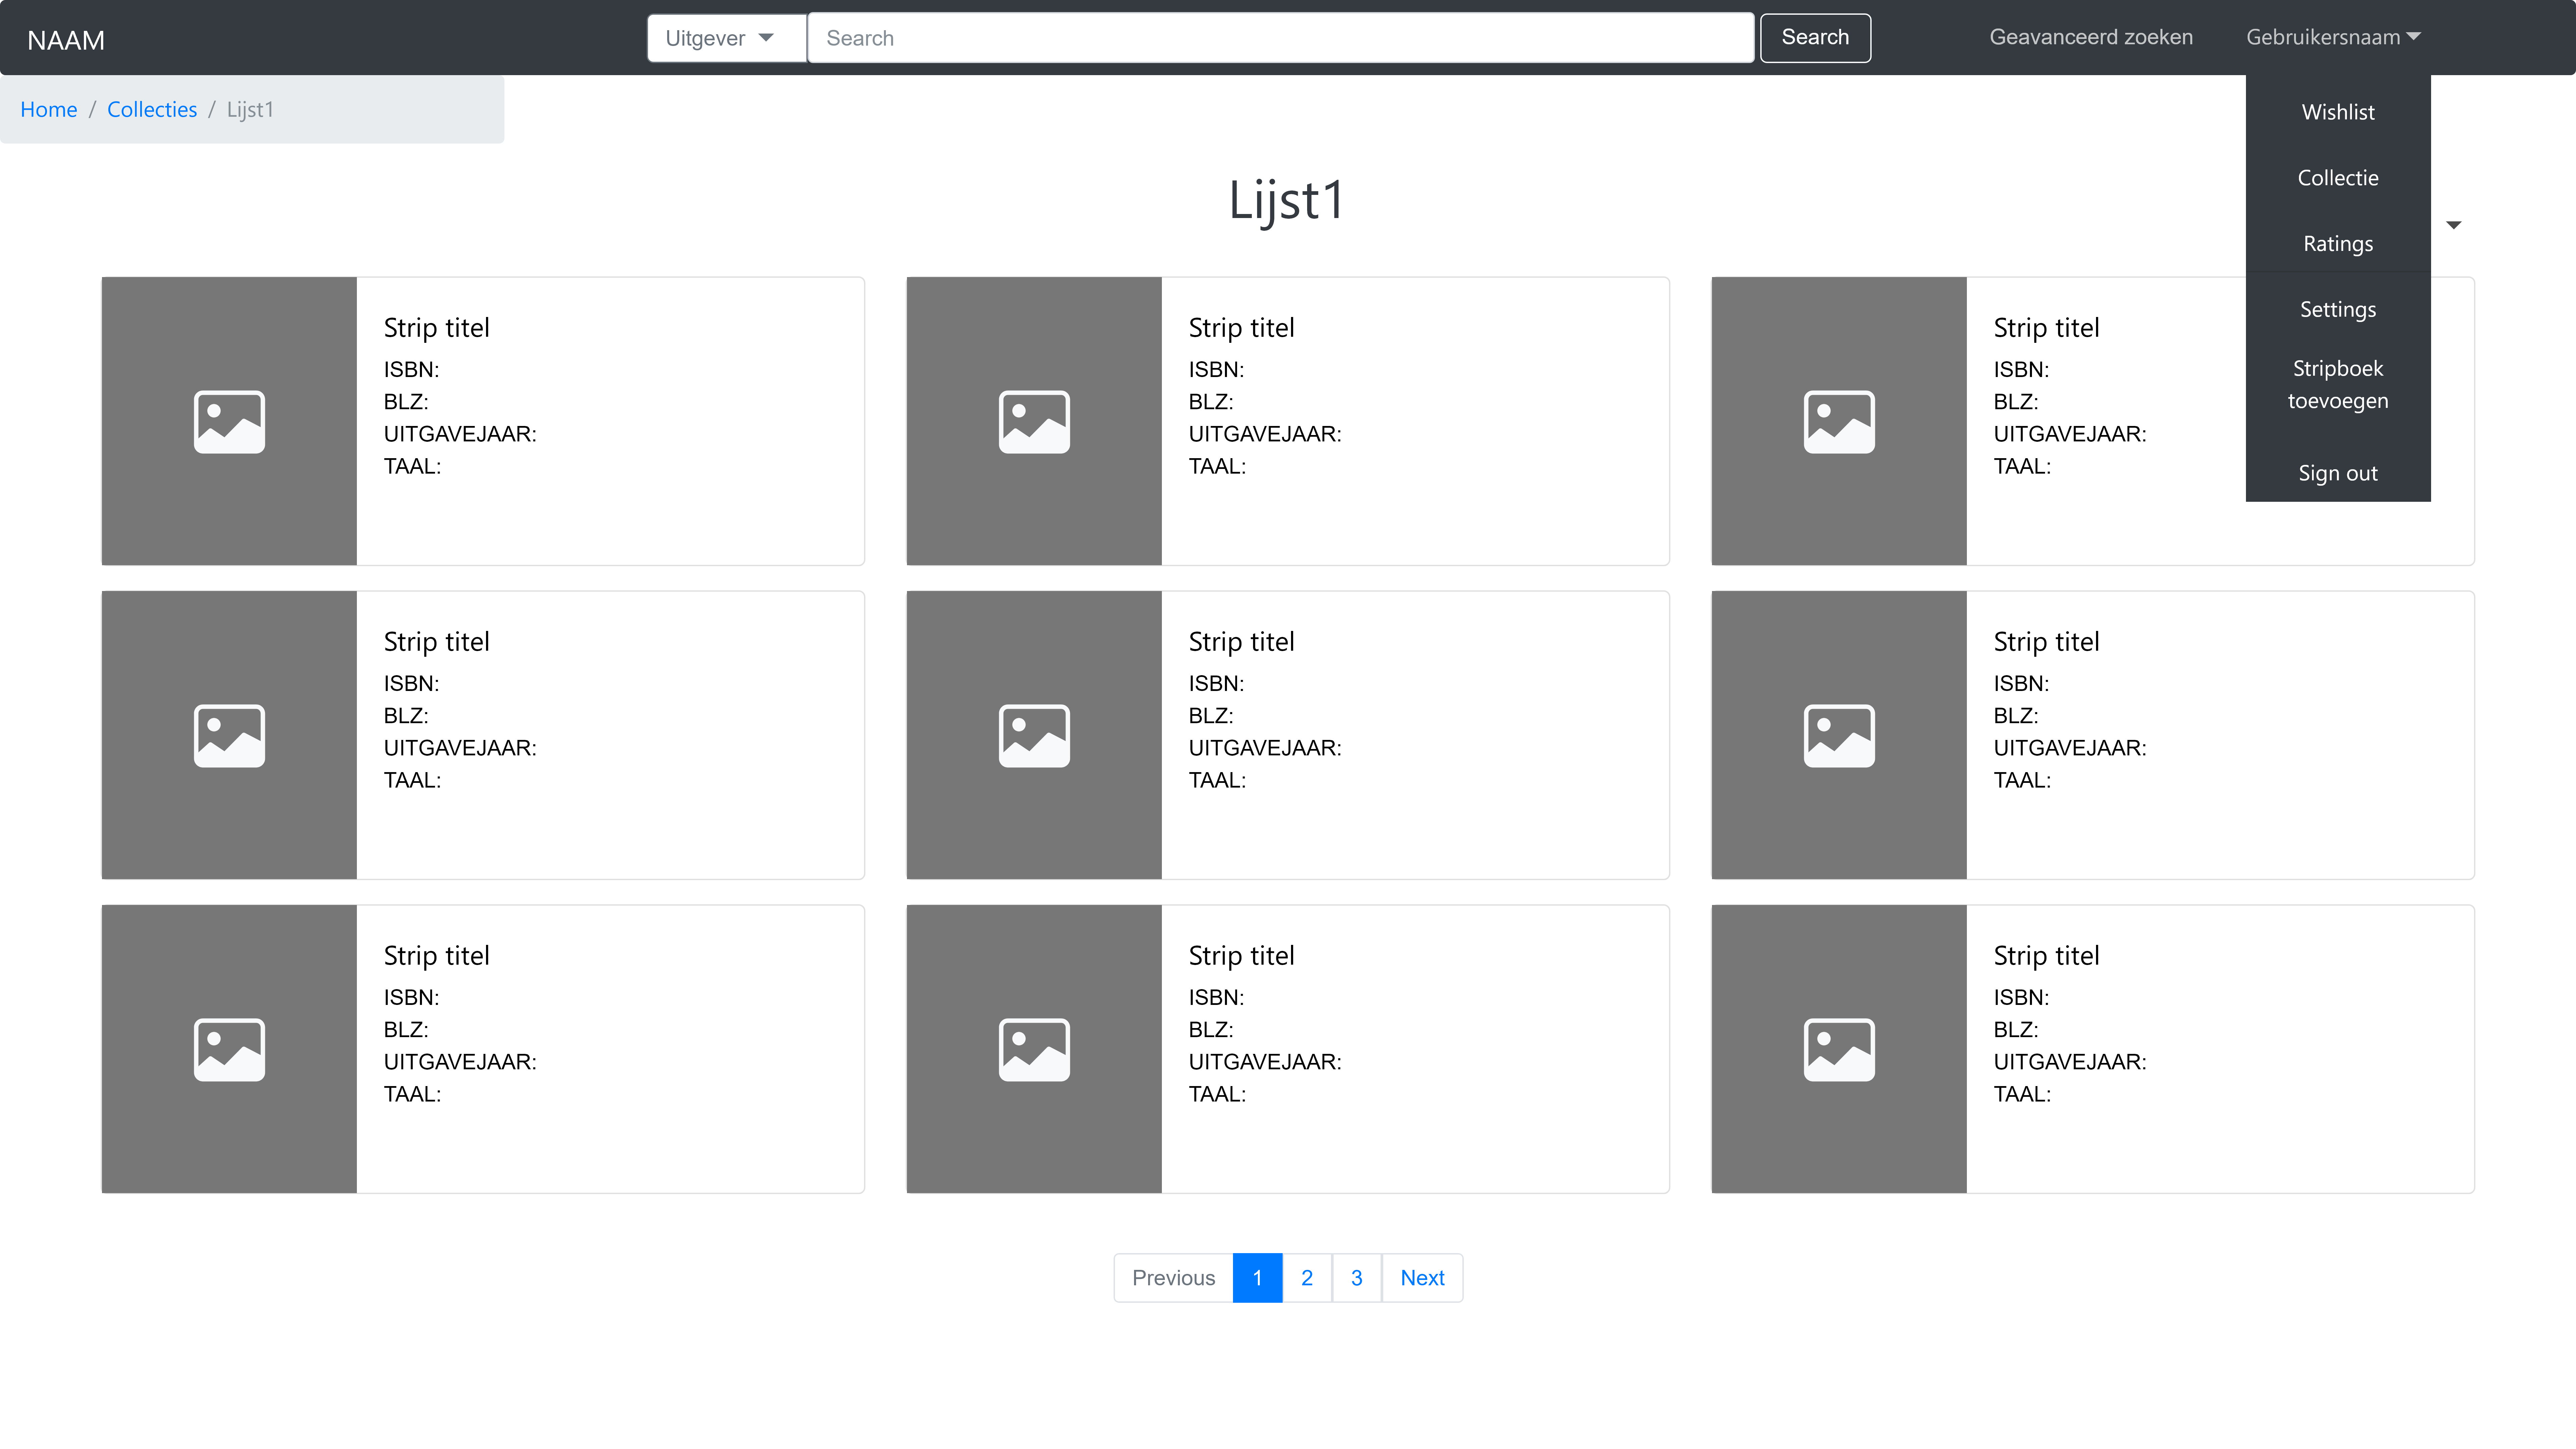 NAAM
Uitgever
Search
Search
Geavanceerd zoeken
Gebruikersnaam
Home / Collecties / Lijst1
Wishlist
Collectie
Ratings
Settings
Stripboek
toevoegen
Sign out
Lijst1
Strip titel
ISBN:
BLZ:
UITGAVEJAAR:
TAAL:
Strip titel
ISBN:
BLZ:
UITGAVEJAAR:
TAAL:
Strip titel
ISBN:
BLZ:
UITGAVEJAAR:
TAAL:
Strip titel
ISBN:
BLZ:
UITGAVEJAAR:
TAAL:
Strip titel
ISBN:
BLZ:
UITGAVEJAAR:
TAAL:
Strip titel
ISBN:
BLZ:
UITGAVEJAAR:
TAAL:
Strip titel
ISBN:
BLZ:
UITGAVEJAAR:
TAAL:
Strip titel
ISBN:
BLZ:
UITGAVEJAAR:
TAAL:
Strip titel
ISBN:
BLZ:
UITGAVEJAAR:
TAAL:
Previous 1 2 3 Next